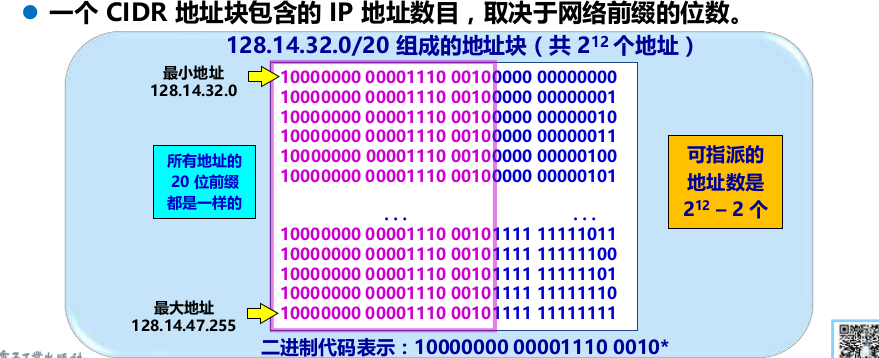 一个 CIDR 地址块包含的 IP 地址数目，取决于网络前缀的位数。
128.14.32.0/20 组成的地址块（共 2¹² 个地址）
最小地址
128.14.32.0
10000000 00001110 00100000 00000000
10000000 00001110 00100000 00000001
10000000 00001110 00100000 00000010
10000000 00001110 00100000 00000011
10000000 00001110 00100000 00000100
10000000 00001110 00100000 00000101
... ...
10000000 00001110 00101111 11111011
10000000 00001110 00101111 11111100
10000000 00001110 00101111 11111101
10000000 00001110 00101111 11111110
10000000 00001110 00101111 11111111
所有地址的
20 位前缀
都是一样的
可指派的
地址数是
2¹² – 2 个
最大地址
128.14.47.255
二进制代码表示：10000000 00001110 0010*